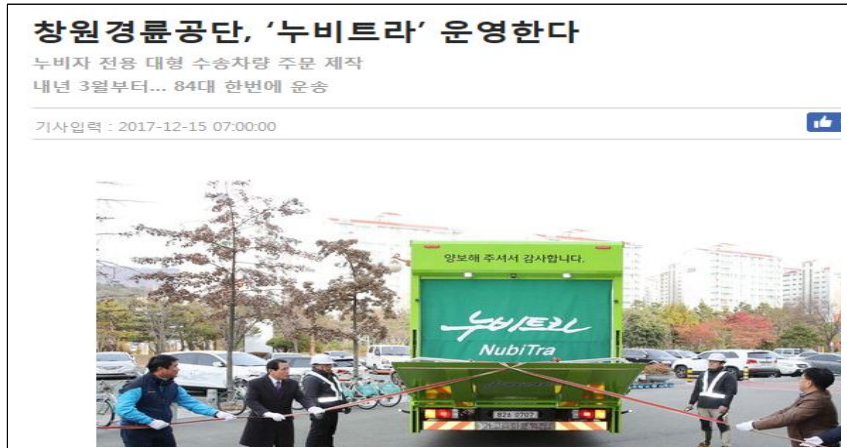 창원경륜공단, ‘누비트라’ 운영한다
누비자 전용 대형 수송차량 주문 제작
내년 3월부터... 84대 한번에 운송
기사입력 : 2017-12-15 07:00:00
양보해 주셔서 감사합니다.
누비트라
NubiTra